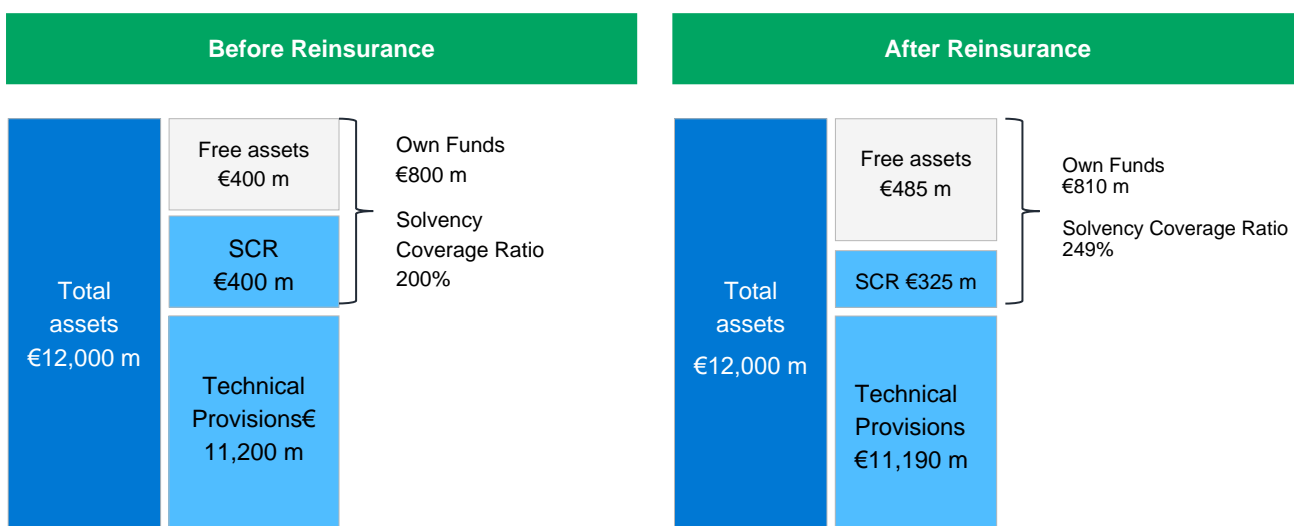 Before Reinsurance
Total
assets
€12,000 m
Free assets
€400 m
SCR
€400 m
Technical
Provisions€
11,200 m
Own Funds
€800 m
Solvency
Coverage Ratio
200%
After Reinsurance
Total
assets
€12,000 m
Free assets
€485 m
SCR €325 m
Technical
Provisions
€11,190 m
Own Funds
€810 m
Solvency Coverage Ratio
249%